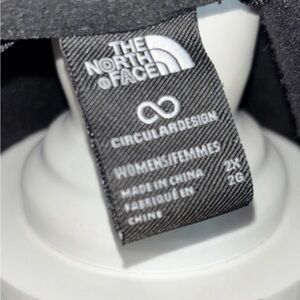 THE
NORTH
FACE
CIRCULARDESIGN
WOMENS/FEMMES
MADE IN CHINA 2X
FABRIQUÉ EN 2G
CHINE